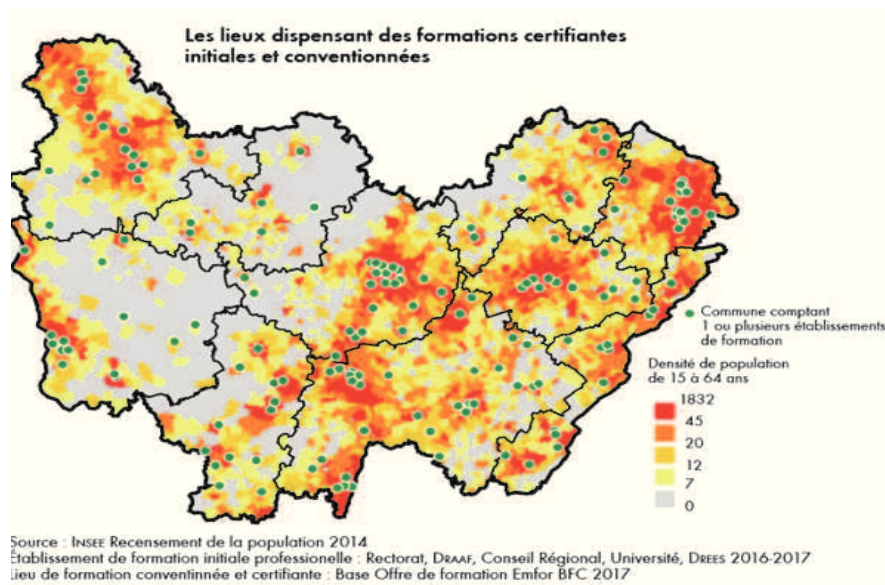 Les lieux dispensant des formations certifiantes
initiales et conventionnées
Commune comptant
1 ou plusieurs établissements
de formation
Densité de population
de 15 à 64 ans
1832
45
20
12
7
0
Source : INSEE Recensement de la population 2014
Etablissement de formation initiale professionnelle : Rectorat, DRAAF, Conseil Régional, Université, DREES 2016-2017
Lieu de formation conventinnée et certifiante : Base Offre de formation Emfor BFC 2017